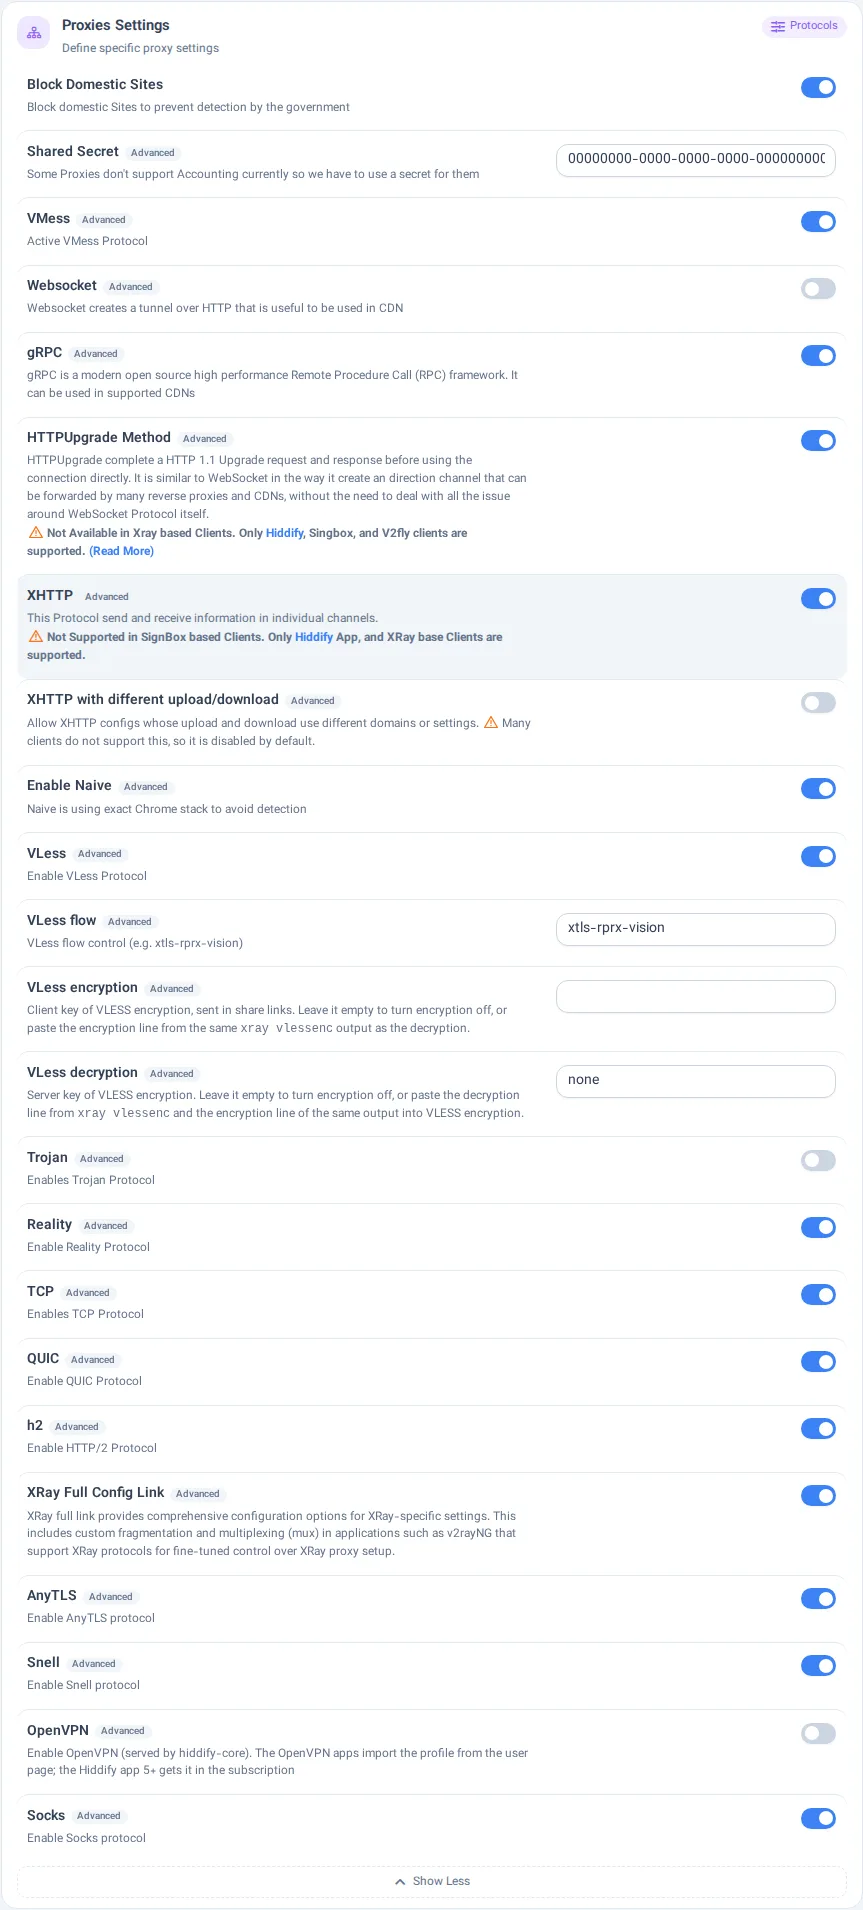 Proxies Settings
Protocols
Define specific proxy settings
Block Domestic Sites
Block domestic Sites to prevent detection by the government
Shared Secret Advanced
00000000-0000-0000-0000-000000000
Some Proxies don't support Accounting currently so we have to use a secret for them
VMess Advanced
Active VMess Protocol
Websocket Advanced
Websocket creates a tunnel over HTTP that is useful to be used in CDN
gRPC Advanced
gRPC is a modern open source high performance Remote Procedure Call (RPC) framework. It
can be used in supported CDNs
HTTPUpgrade Method Advanced
HTTPUpgrade complete a HTTP 1.1 Upgrade request and response before using the
connection directly. It is similar to WebSocket in the way it create an direction channel that can
be forwarded by many reverse proxies and CDNs, without the need to deal with all the issue
around WebSocket Protocol itself.
⚠ Not Available in Xray based Clients. Only Hiddify, Singbox, and V2fly clients are
supported. (Read More)
XHTTP Advanced
This Protocol send and receive information in individual channels.
⚠ Not Supported in SignBox based Clients. Only Hiddify App, and XRay base Clients are
supported.
XHTTP with different upload/download Advanced
Allow XHTTP configs whose upload and download use different domains or settings. ⚠ Many
clients do not support this, so it is disabled by default.
Enable Naive Advanced
Naive is using exact Chrome stack to avoid detection
VLess Advanced
Enable VLess Protocol
VLess flow Advanced
xtls-rprx-vision
VLess flow control (e.g. xtls-rprx-vision)
VLess encryption Advanced
Client key of VLESS encryption, sent in share links. Leave it empty to turn encryption off, or
paste the encryption line from the same xray vlessenc output as the decryption.
VLess decryption Advanced
none
Server key of VLESS encryption. Leave it empty to turn encryption off, or paste the decryption
line from xray vlessenc and the encryption line of the same output into VLESS encryption.
Trojan Advanced
Enables Trojan Protocol
Reality Advanced
Enable Reality Protocol
TCP Advanced
Enables TCP Protocol
QUIC Advanced
Enable QUIC Protocol
h2 Advanced
Enable HTTP/2 Protocol
XRay Full Config Link Advanced
XRay full link provides comprehensive configuration options for XRay-specific settings. This
includes custom fragmentation and multiplexing (mux) in applications such as v2rayNG that
support XRay protocols for fine-tuned control over XRay proxy setup.
AnyTLS Advanced
Enable AnyTLS protocol
Snell Advanced
Enable Snell protocol
OpenVPN Advanced
Enable OpenVPN (served by hiddify-core). The OpenVPN apps import the profile from the user
page; the Hiddify app 5+ gets it in the subscription
Socks Advanced
Enable Socks protocol
Show Less